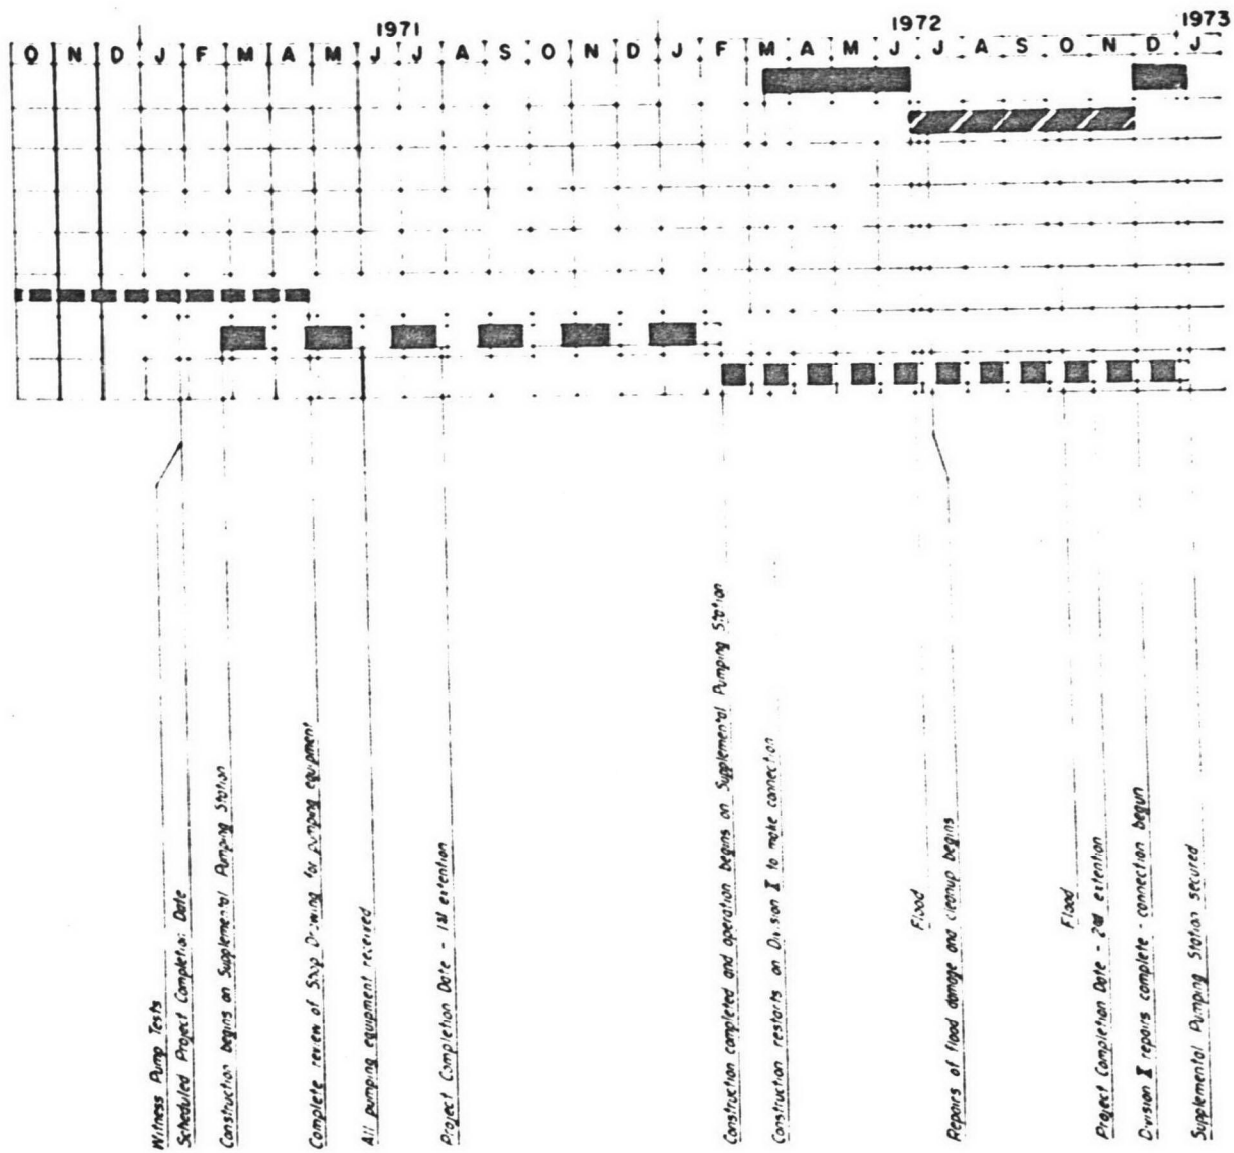 1971 1972 1973
O N D J F M A M J J A S O N D J F M A M J J A S O N D J
Witness Pump Tests
Scheduled Project Completion Date
Construction begins on Supplemental Pumping Station
Complete review of Shop Drawing for pumping equipment
All pumping equipment received
Project Completion Date - 1st extention
Construction completed and operation begins on Supplemental Pumping Station
Construction restarts on Division I to make connection
Flood
Repairs of flood damage and cleanup begins
Flood
Project Completion Date - 2nd extention
Division I repairs complete - connection begun
Supplemental Pumping Station secured